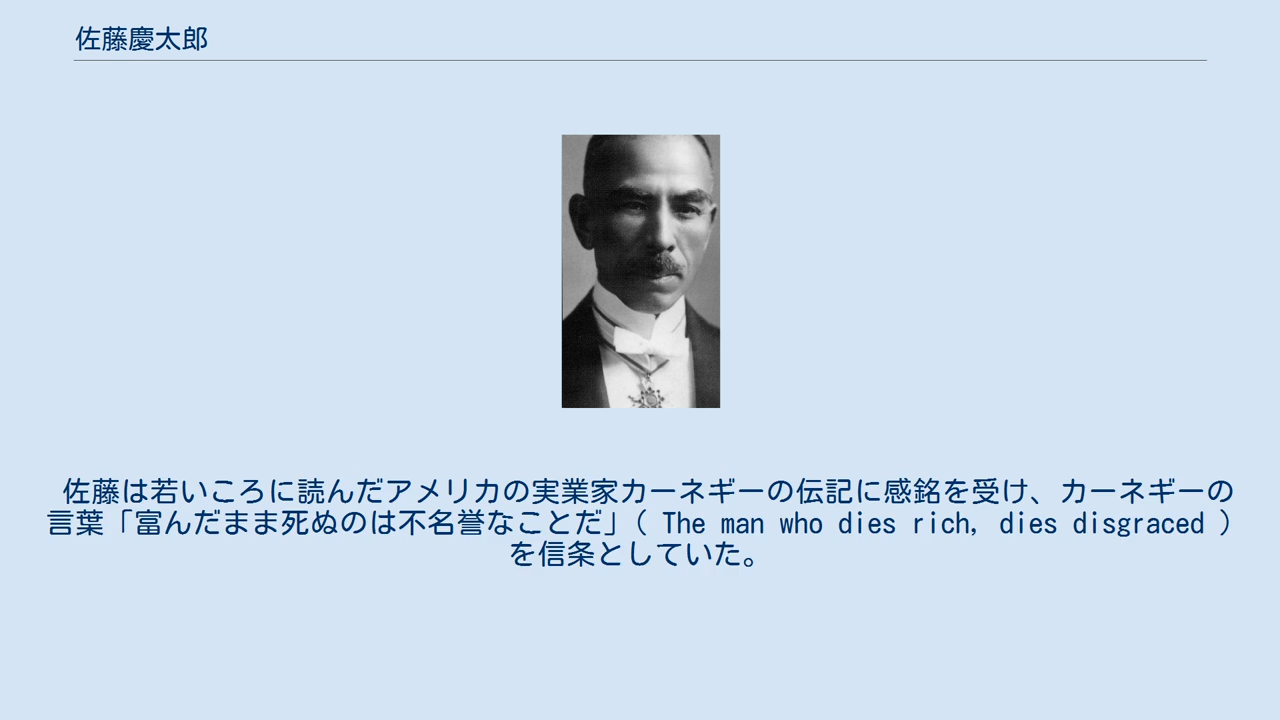 佐藤慶太郎
佐藤は若いころに読んだアメリカの実業家カーネギーの伝記に感銘を受け、カーネギーの
言葉「富んだまま死ぬのは不名誉なことだ」（ The man who dies rich, dies disgraced ）
を信条としていた。